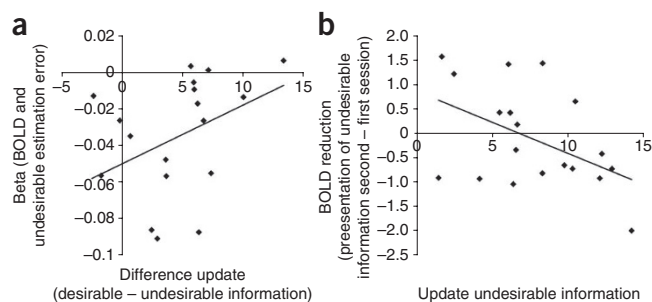 a
0.02
0
−5
0
5
10
15
−0.02
−0.04
−0.06
−0.08
−0.1
Beta (BOLD and
undesirable estimation error)
Difference update
(desirable – undesirable information)
b
2.0
1.5
1.0
0.5
0
−0.5
−1.0
−1.5
−2.0
−2.5
0
5
10
15
BOLD reduction
(preesentation of undesirable
information second – first session)
Update undesirable information